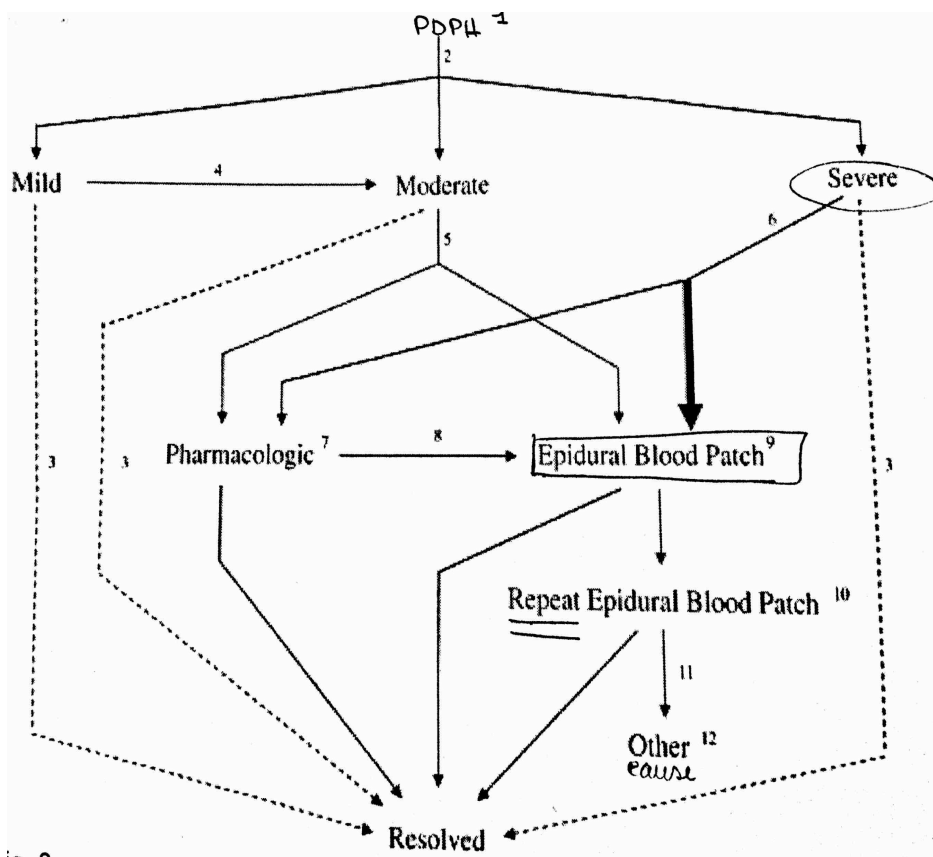 PDPH 1
2
Mild
4
Moderate
Severe
5
6
3
3
Pharmacologic 7
8
Epidural Blood Patch 9
3
Repeat Epidural Blood Patch 10
11
Other 12
cause
Resolved